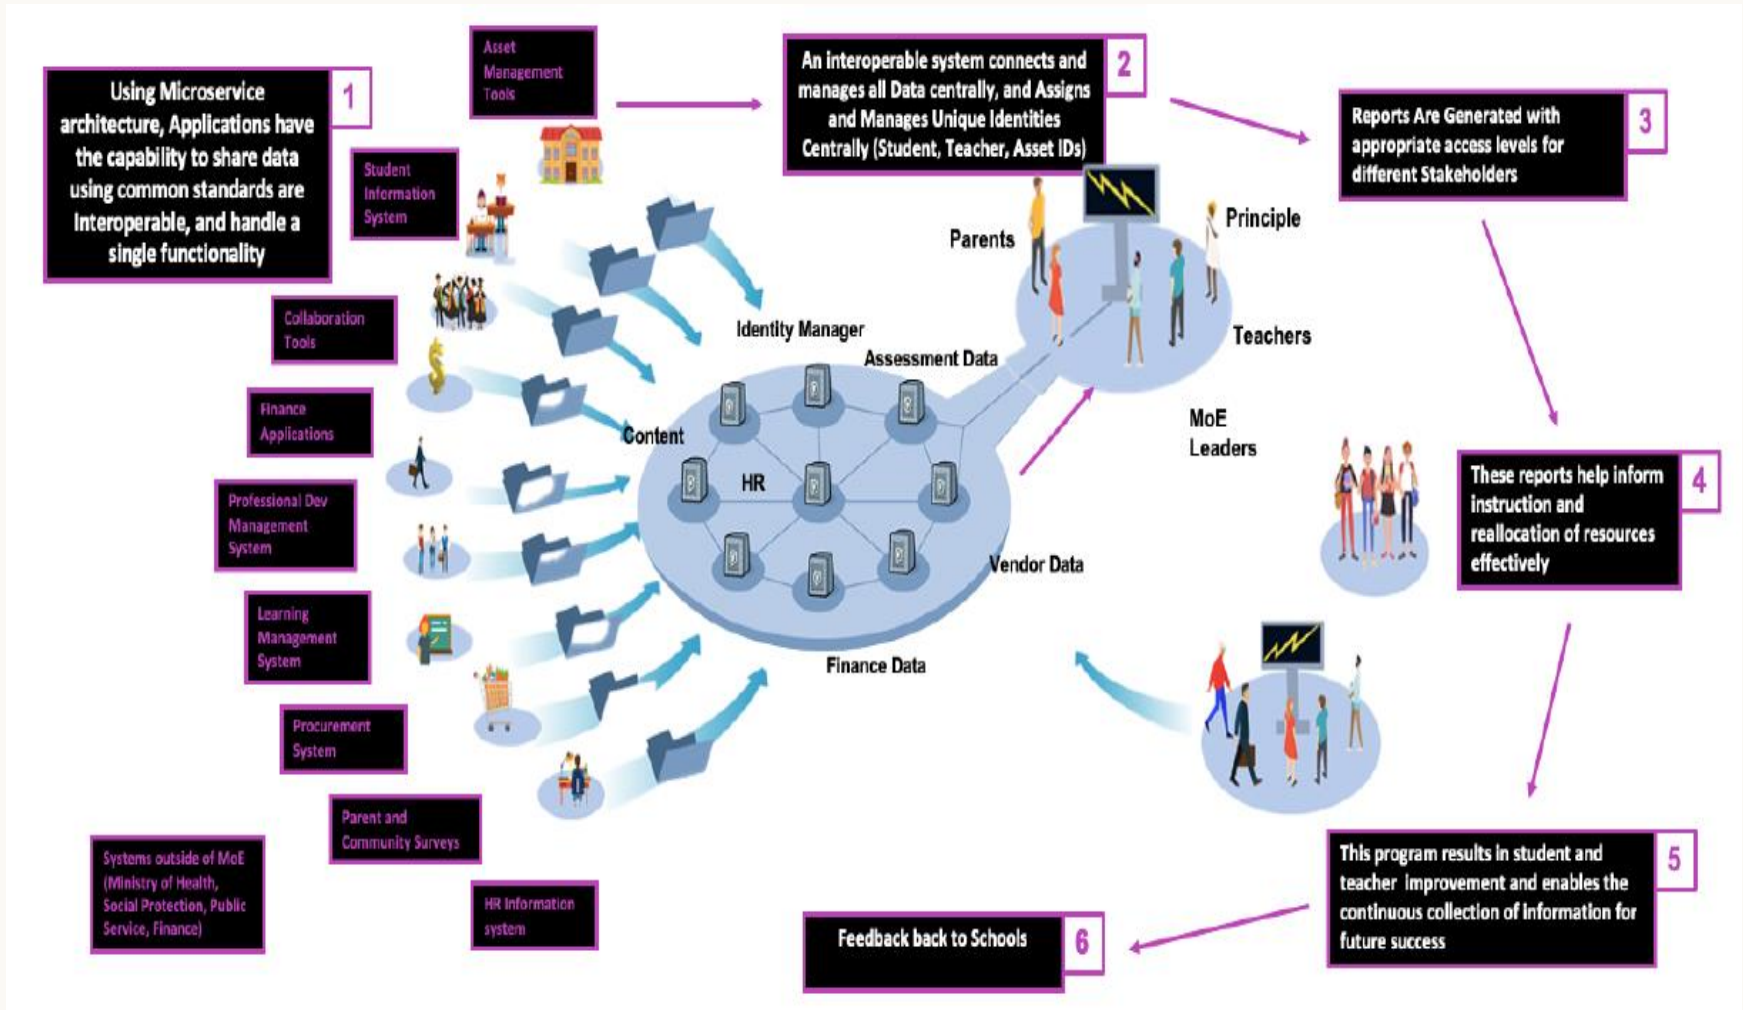 Using Microservice
architecture, Applications have
the capability to share data
using common standards are
Interoperable, and handle a
single functionality
1
Asset
Management
Tools
Student
Information
System
Collaboration
Tools
Finance
Applications
Professional Dev
Management
System
Learning
Management
System
Procurement
System
Parent and
Community Surveys
HR Information
system
Systems outside of MoE
(Ministry of Health,
Social Protection, Public
Service, Finance)
An interoperable system connects and
manages all Data centrally, and Assigns
and Manages Unique Identities
Centrally (Student, Teacher, Asset IDs)
2
Identity Manager
Assessment Data
Content
HR
Vendor Data
Finance Data
Parents
Principle
Teachers
MoE
Leaders
Reports Are Generated with
appropriate access levels for
different Stakeholders
3
These reports help inform
instruction and
reallocation of resources
effectively
4
This program results in student and
teacher improvement and enables the
continuous collection of information for
future success
5
Feedback back to Schools
6